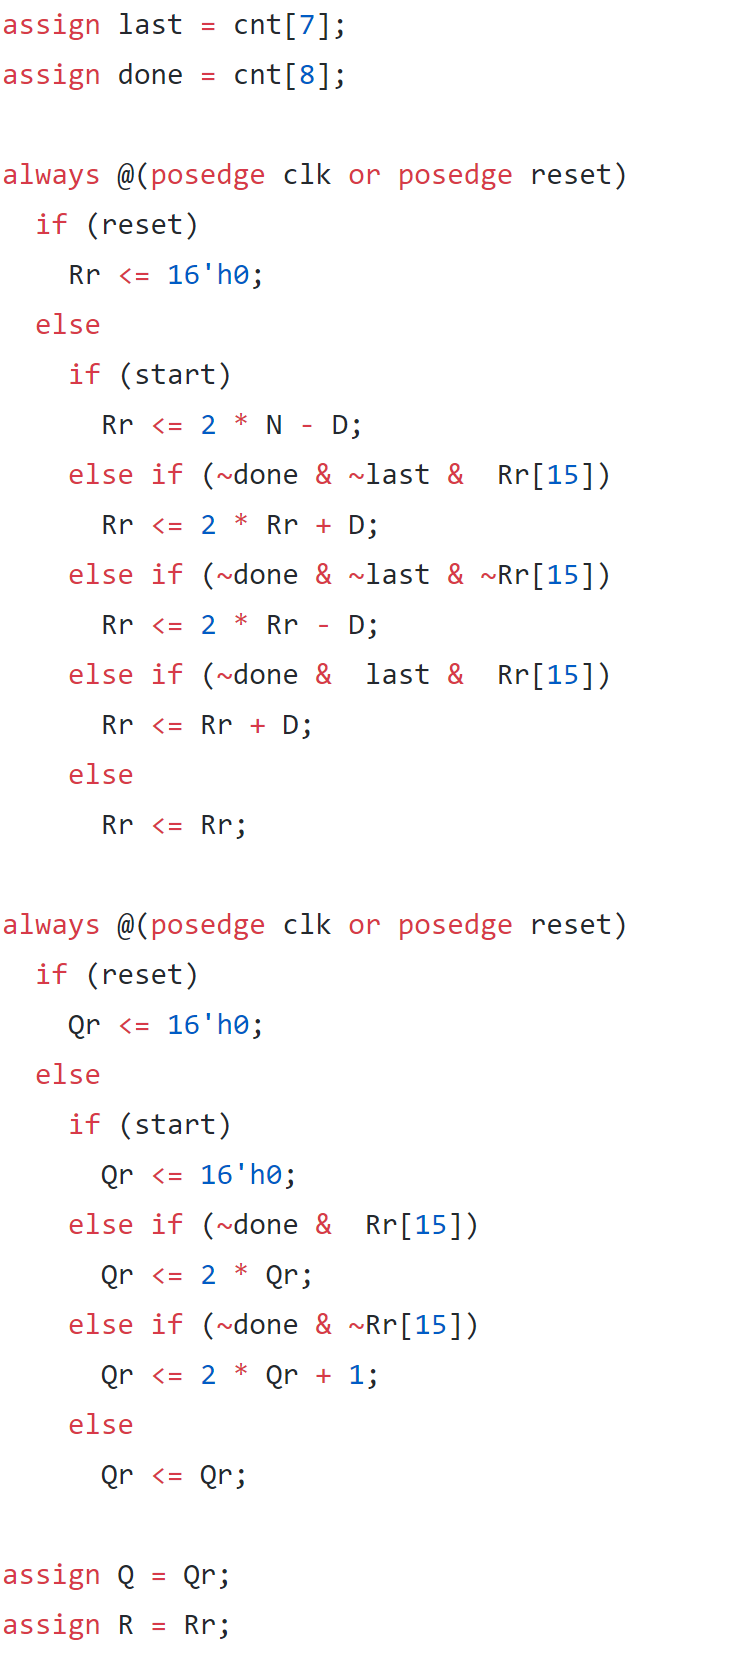 assign last = cnt[7];
assign done = cnt[8];

always @(posedge clk or posedge reset)
  if (reset)
    Rr <= 16'h0;
  else
    if (start)
      Rr <= 2 * N - D;
    else if (~done & ~last &  Rr[15])
      Rr <= 2 * Rr + D;
    else if (~done & ~last & ~Rr[15])
      Rr <= 2 * Rr - D;
    else if (~done &  last &  Rr[15])
      Rr <= Rr + D;
    else
      Rr <= Rr;

always @(posedge clk or posedge reset)
  if (reset)
    Qr <= 16'h0;
  else
    if (start)
      Qr <= 16'h0;
    else if (~done &  Rr[15])
      Qr <= 2 * Qr;
    else if (~done & ~Rr[15])
      Qr <= 2 * Qr + 1;
    else
      Qr <= Qr;

assign Q = Qr;
assign R = Rr;